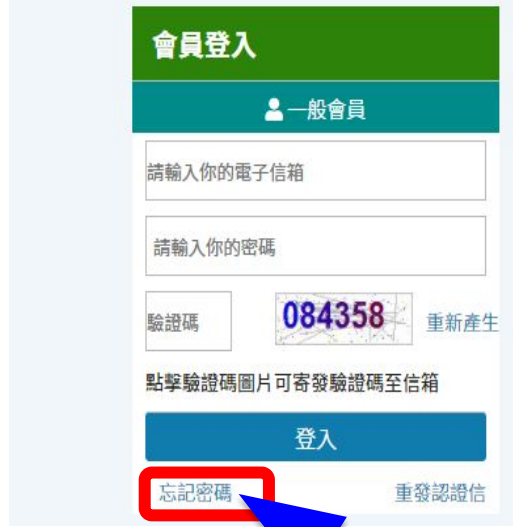 會員登入
一般會員
請輸入你的電子信箱
請輸入你的密碼
驗證碼 084358 重新產生
點擊驗證碼圖片可寄發驗證碼至信箱
登入
忘記密碼 重發認證信